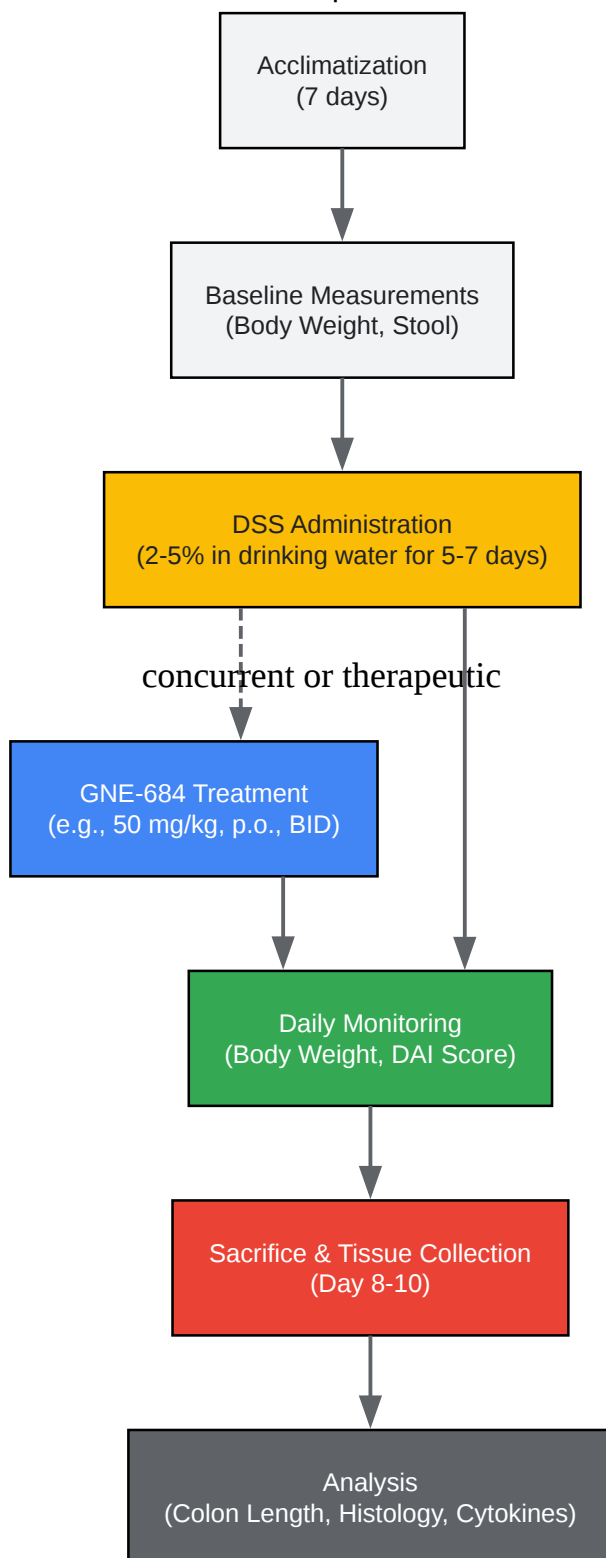 Acclimatization
(7 days)
Baseline Measurements
(Body Weight, Stool)
DSS Administration
(2-5% in drinking water for 5-7 days)
concurrent or therapeutic
GNE-684 Treatment
(e.g., 50 mg/kg, p.o., BID)
Daily Monitoring
(Body Weight, DAI Score)
Sacrifice & Tissue Collection
(Day 8-10)
Analysis
(Colon Length, Histology, Cytokines)